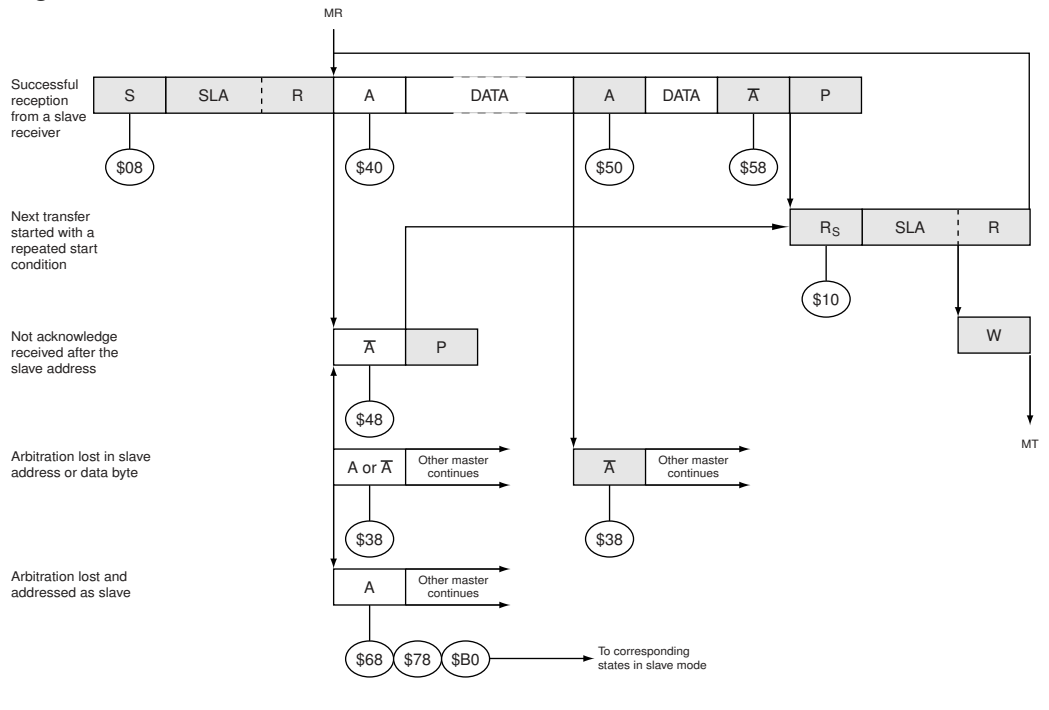 MR
Successful
reception
from a slave
receiver
S SLA R A DATA A DATA A̅ P
$08 $40 $50 $58
Next transfer
started with a
repeated start
condition
RS SLA R
$10
Not acknowledge
received after the
slave address
A̅ P
W
$48
MT
Arbitration lost in slave
address or data byte
A or A̅
Other master
continues
A̅
Other master
continues
$38 $38
Arbitration lost and
addressed as slave
A
Other master
continues
$68 $78 $B0
To corresponding
states in slave mode